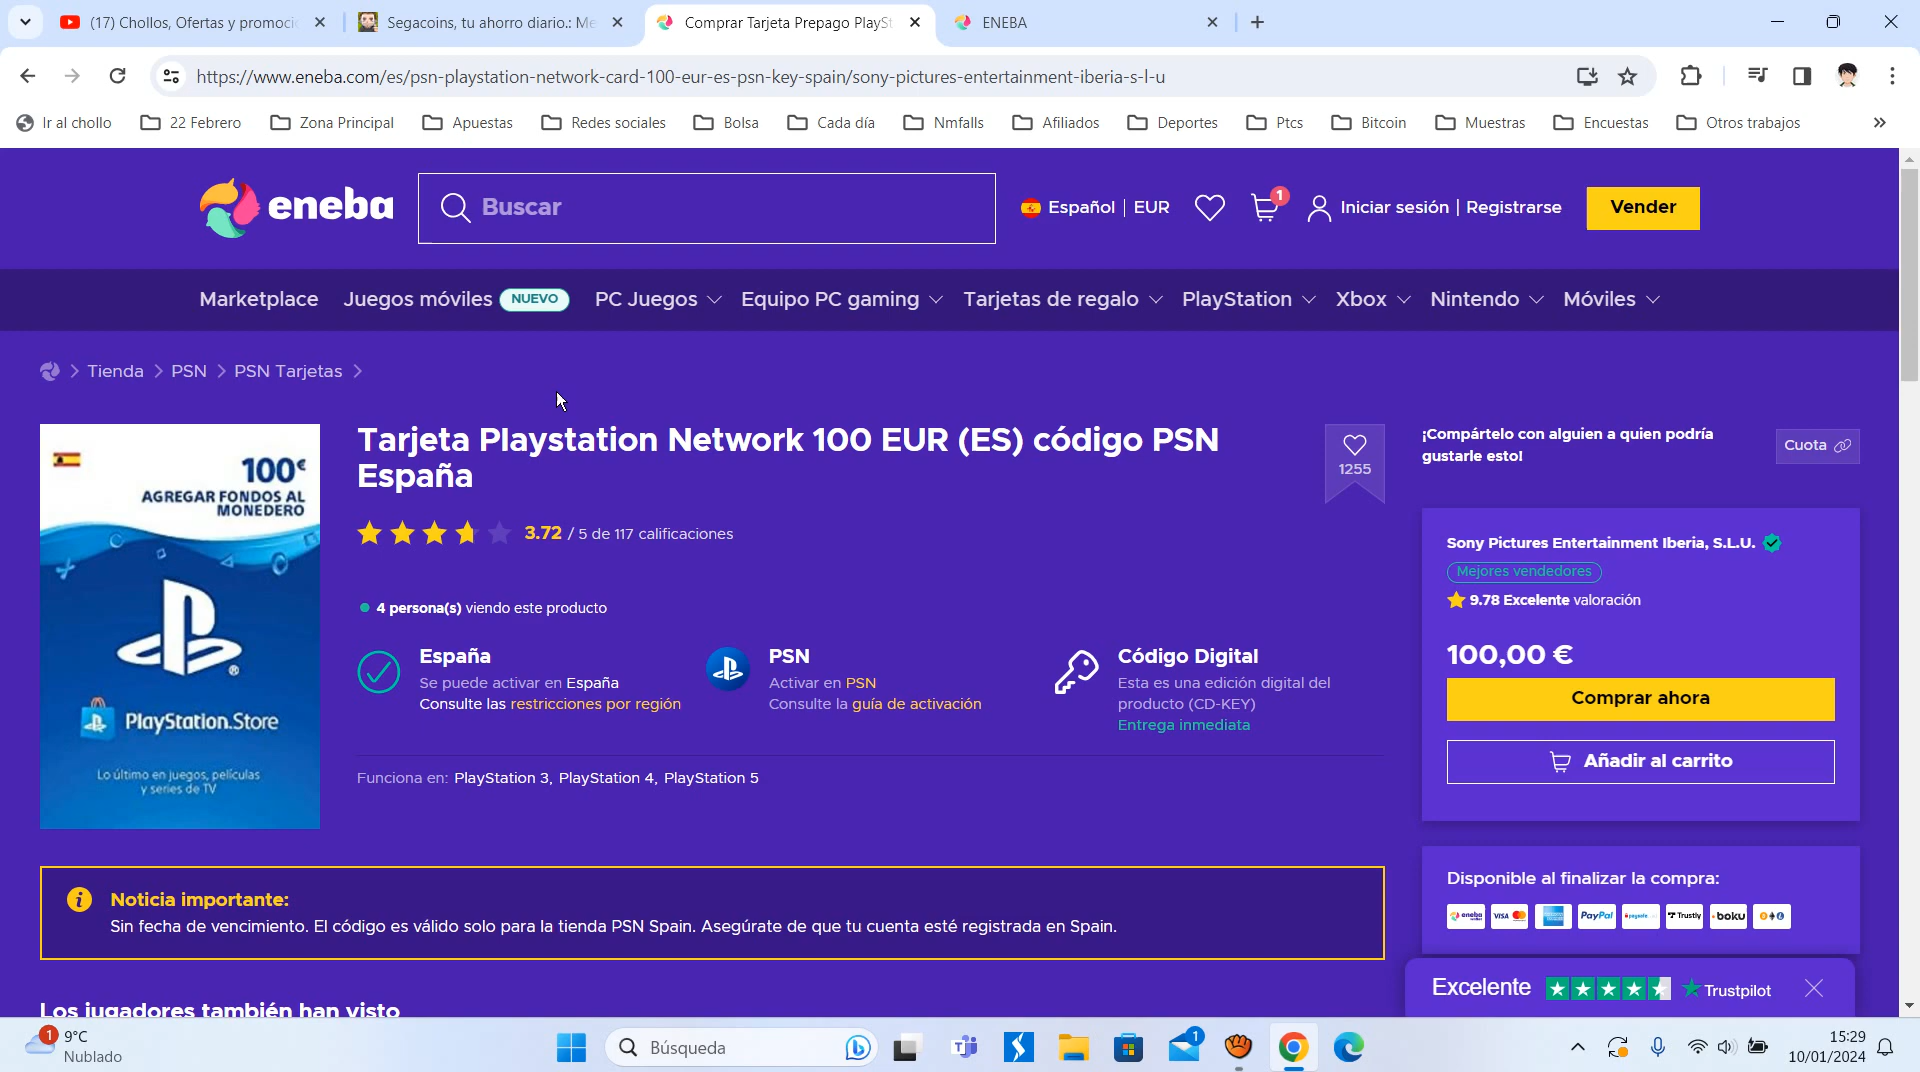 (17) Chollos, Ofertas y promocio
Segacoins, tu ahorro diario.: Me
Comprar Tarjeta Prepago PlaySt
ENEBA
https://www.eneba.com/es/psn-playstation-network-card-100-eur-es-psn-key-spain/sony-pictures-entertainment-iberia-s-l-u
Ir al chollo 22 Febrero Zona Principal Apuestas Redes sociales Bolsa Cada día Nmfalls Afiliados Deportes Ptcs Bitcoin Muestras Encuestas Otros trabajos »
eneba Buscar Español | EUR 1 Iniciar sesión | Registrarse Vender
Marketplace Juegos móviles NUEVO PC Juegos Equipo PC gaming Tarjetas de regalo PlayStation Xbox Nintendo Móviles
Tienda PSN PSN Tarjetas
100€
AGREGAR FONDOS AL
MONEDERO
PlayStation.Store
Lo último en juegos, películas
y series de TV
Tarjeta Playstation Network 100 EUR (ES) código PSN
España
1255
3.72 / 5 de 117 calificaciones
4 persona(s) viendo este producto
España
Se puede activar en España
Consulte las restricciones por región
PSN
Activar en PSN
Consulte la guía de activación
Código Digital
Esta es una edición digital del
producto (CD-KEY)
Entrega inmediata
Funciona en: PlayStation 3, PlayStation 4, PlayStation 5
¡Compártelo con alguien a quien podría
gustarle esto!
Cuota
Sony Pictures Entertainment Iberia, S.L.U.
Mejores vendedores
9.78 Excelente valoración
100,00 €
Comprar ahora
Añadir al carrito
Noticia importante:
Sin fecha de vencimiento. El código es válido solo para la tienda PSN Spain. Asegúrate de que tu cuenta esté registrada en Spain.
Disponible al finalizar la compra:
eneba VISA PayPal paysafe Trustly boku
Excelente Trustpilot
Los jugadores también han visto
1
9°C
Nublado
Búsqueda
1
15:29
10/01/2024